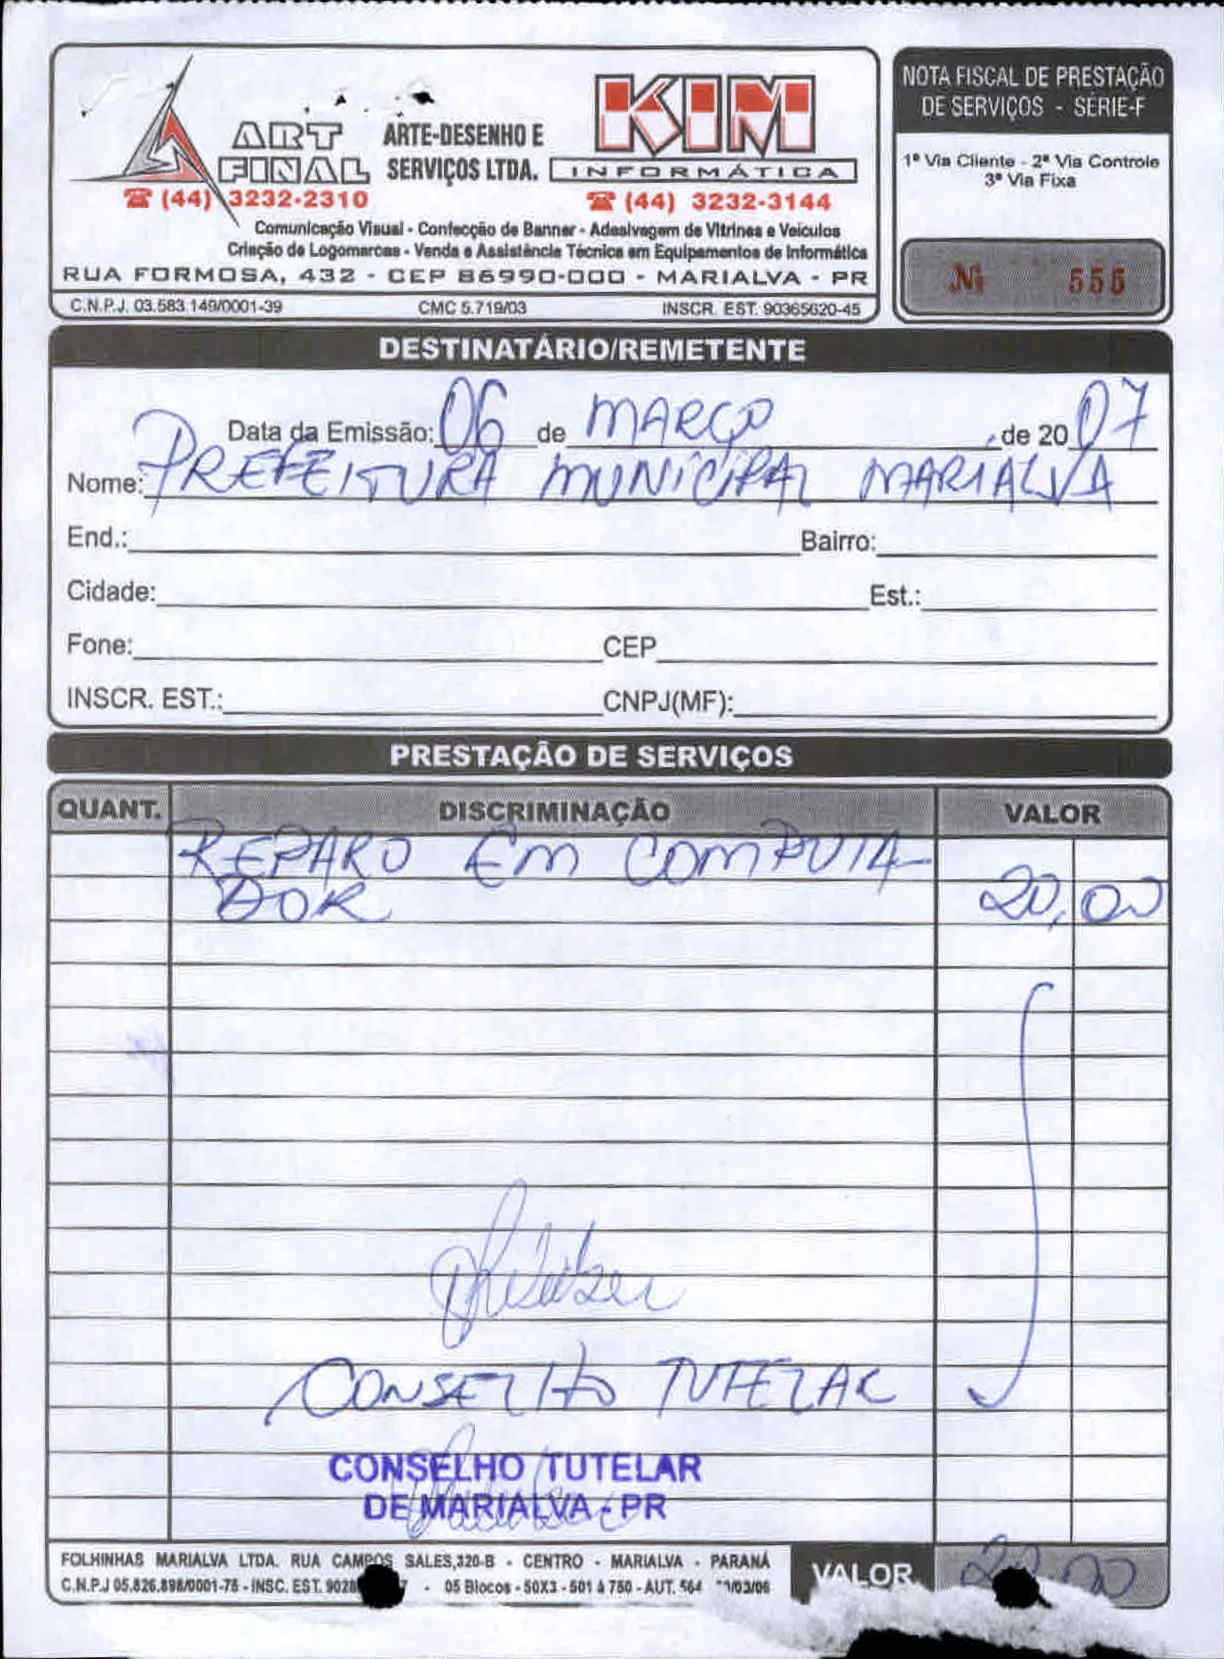 ART FINAL
ARTE-DESENHO E SERVIÇOS LTDA.
KIM
INFORMÁTICA
(44) 3232-2310
(44) 3232-3144
Comunicação Visual - Confecção de Banner - Adesivagem de Vitrines e Veículos
Criação de Logomarcas - Venda e Assistência Técnica em Equipamentos de Informática
RUA FORMOSA, 432 - CEP 86990-000 - MARIALVA - PR
C.N.P.J. 03.583.149/0001-39 CMC 5.719/03 INSCR. EST. 90365620-45
NOTA FISCAL DE PRESTAÇÃO
DE SERVIÇOS - SÉRIE-F
1ª Via Cliente - 2ª Via Controle
3ª Via Fixa
Nº 555
DESTINATÁRIO/REMETENTE
Data da Emissão: 06 de MARÇO de 2007
Nome: PREFEITURA MUNICIPAL MARIALVA
End.: Bairro:
Cidade: Est.:
Fone: CEP
INSCR. EST.: CNPJ(MF):
PRESTAÇÃO DE SERVIÇOS
QUANT. DISCRIMINAÇÃO VALOR
REPARO EM COMPUTA-
DOR 20,00
CONSELHO TUTELAR
CONSELHO TUTELAR
DE MARIALVA - PR
FOLHINHAS MARIALVA LTDA. RUA CAMPOS SALES,320-B - CENTRO - MARIALVA - PARANÁ
C.N.P.J 05.826.898/0001-75 - INSC. EST. - 05 Blocos - 50X3 - 501 à 750 - AUT. 564
VALOR 20,00